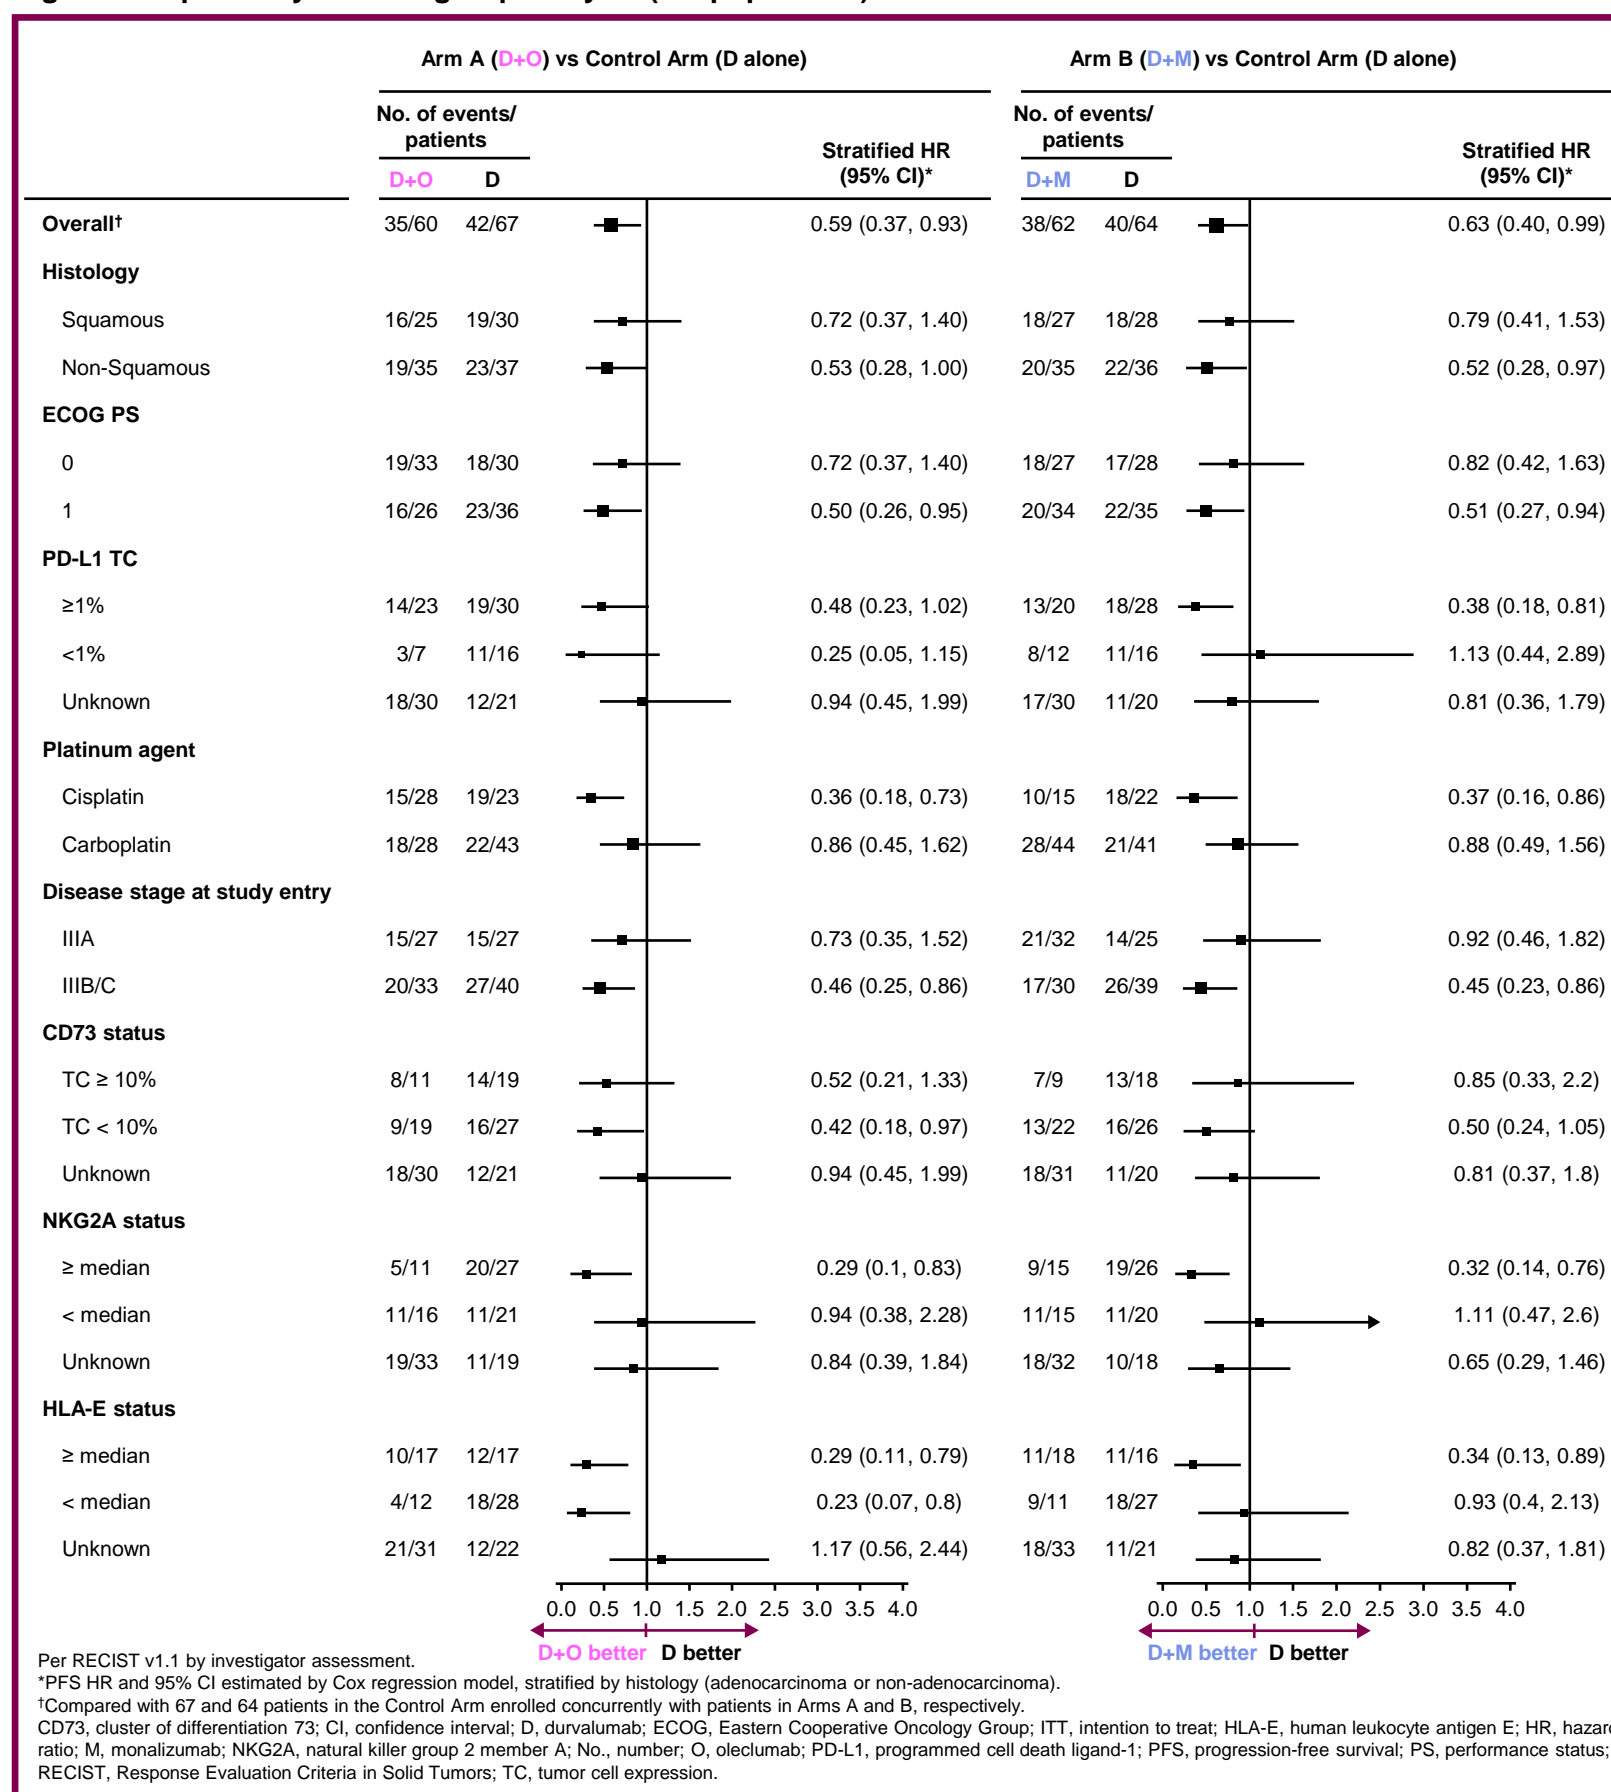 Arm A (D+O) vs Control Arm (D alone) Arm B (D+M) vs Control Arm (D alone)
No. of events/ patients Stratified HR (95% CI)* No. of events/ patients Stratified HR (95% CI)*
D+O D D+M D
Overall† 35/60 42/67 0.59 (0.37, 0.93) 38/62 40/64 0.63 (0.40, 0.99)
Histology
Squamous 16/25 19/30 0.72 (0.37, 1.40) 18/27 18/28 0.79 (0.41, 1.53)
Non-Squamous 19/35 23/37 0.53 (0.28, 1.00) 20/35 22/36 0.52 (0.28, 0.97)
ECOG PS
0 19/33 18/30 0.72 (0.37, 1.40) 18/27 17/28 0.82 (0.42, 1.63)
1 16/26 23/36 0.50 (0.26, 0.95) 20/34 22/35 0.51 (0.27, 0.94)
PD-L1 TC
≥1% 14/23 19/30 0.48 (0.23, 1.02) 13/20 18/28 0.38 (0.18, 0.81)
<1% 3/7 11/16 0.25 (0.05, 1.15) 8/12 11/16 1.13 (0.44, 2.89)
Unknown 18/30 12/21 0.94 (0.45, 1.99) 17/30 11/20 0.81 (0.36, 1.79)
Platinum agent
Cisplatin 15/28 19/23 0.36 (0.18, 0.73) 10/15 18/22 0.37 (0.16, 0.86)
Carboplatin 18/28 22/43 0.86 (0.45, 1.62) 28/44 21/41 0.88 (0.49, 1.56)
Disease stage at study entry
IIIA 15/27 15/27 0.73 (0.35, 1.52) 21/32 14/25 0.92 (0.46, 1.82)
IIIB/C 20/33 27/40 0.46 (0.25, 0.86) 17/30 26/39 0.45 (0.23, 0.86)
CD73 status
TC ≥ 10% 8/11 14/19 0.52 (0.21, 1.33) 7/9 13/18 0.85 (0.33, 2.2)
TC < 10% 9/19 16/27 0.42 (0.18, 0.97) 13/22 16/26 0.50 (0.24, 1.05)
Unknown 18/30 12/21 0.94 (0.45, 1.99) 18/31 11/20 0.81 (0.37, 1.8)
NKG2A status
≥ median 5/11 20/27 0.29 (0.1, 0.83) 9/15 19/26 0.32 (0.14, 0.76)
< median 11/16 11/21 0.94 (0.38, 2.28) 11/15 11/20 1.11 (0.47, 2.6)
Unknown 19/33 11/19 0.84 (0.39, 1.84) 18/32 10/18 0.65 (0.29, 1.46)
HLA-E status
≥ median 10/17 12/17 0.29 (0.11, 0.79) 11/18 11/16 0.34 (0.13, 0.89)
< median 4/12 18/28 0.23 (0.07, 0.8) 9/11 18/27 0.93 (0.4, 2.13)
Unknown 21/31 12/22 1.17 (0.56, 2.44) 18/33 11/21 0.82 (0.37, 1.81)
0.0 0.5 1.0 1.5 2.0 2.5 3.0 3.5 4.0 0.0 0.5 1.0 1.5 2.0 2.5 3.0 3.5 4.0
D+O better D better D+M better D better
Per RECIST v1.1 by investigator assessment.
*PFS HR and 95% CI estimated by Cox regression model, stratified by histology (adenocarcinoma or non-adenocarcinoma).
†Compared with 67 and 64 patients in the Control Arm enrolled concurrently with patients in Arms A and B, respectively.
CD73, cluster of differentiation 73; CI, confidence interval; D, durvalumab; ECOG, Eastern Cooperative Oncology Group; ITT, intention to treat; HLA-E, human leukocyte antigen E; HR, hazard
ratio; M, monalizumab; NKG2A, natural killer group 2 member A; No., number; O, oleclumab; PD-L1, programmed cell death ligand-1; PFS, progression-free survival; PS, performance status;
RECIST, Response Evaluation Criteria in Solid Tumors; TC, tumor cell expression.